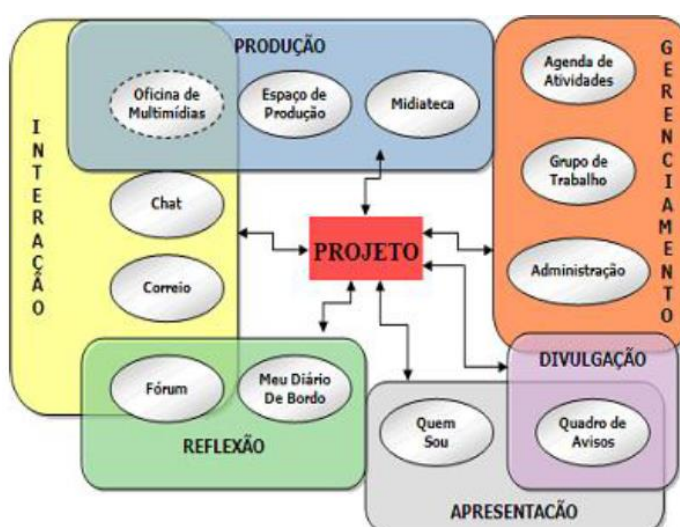 PRODUÇÃO
Oficina de
Multimídias
Espaço de
Produção
Midiateca
INTERAÇÃO
Chat
Correio
PROJETO
GERENCIAMENTO
Agenda de
Atividades
Grupo de
Trabalho
Administração
Fórum
Meu Diário
De Bordo
REFLEXÃO
DIVULGAÇÃO
Quem
Sou
Quadro de
Avisos
APRESENTACÃO